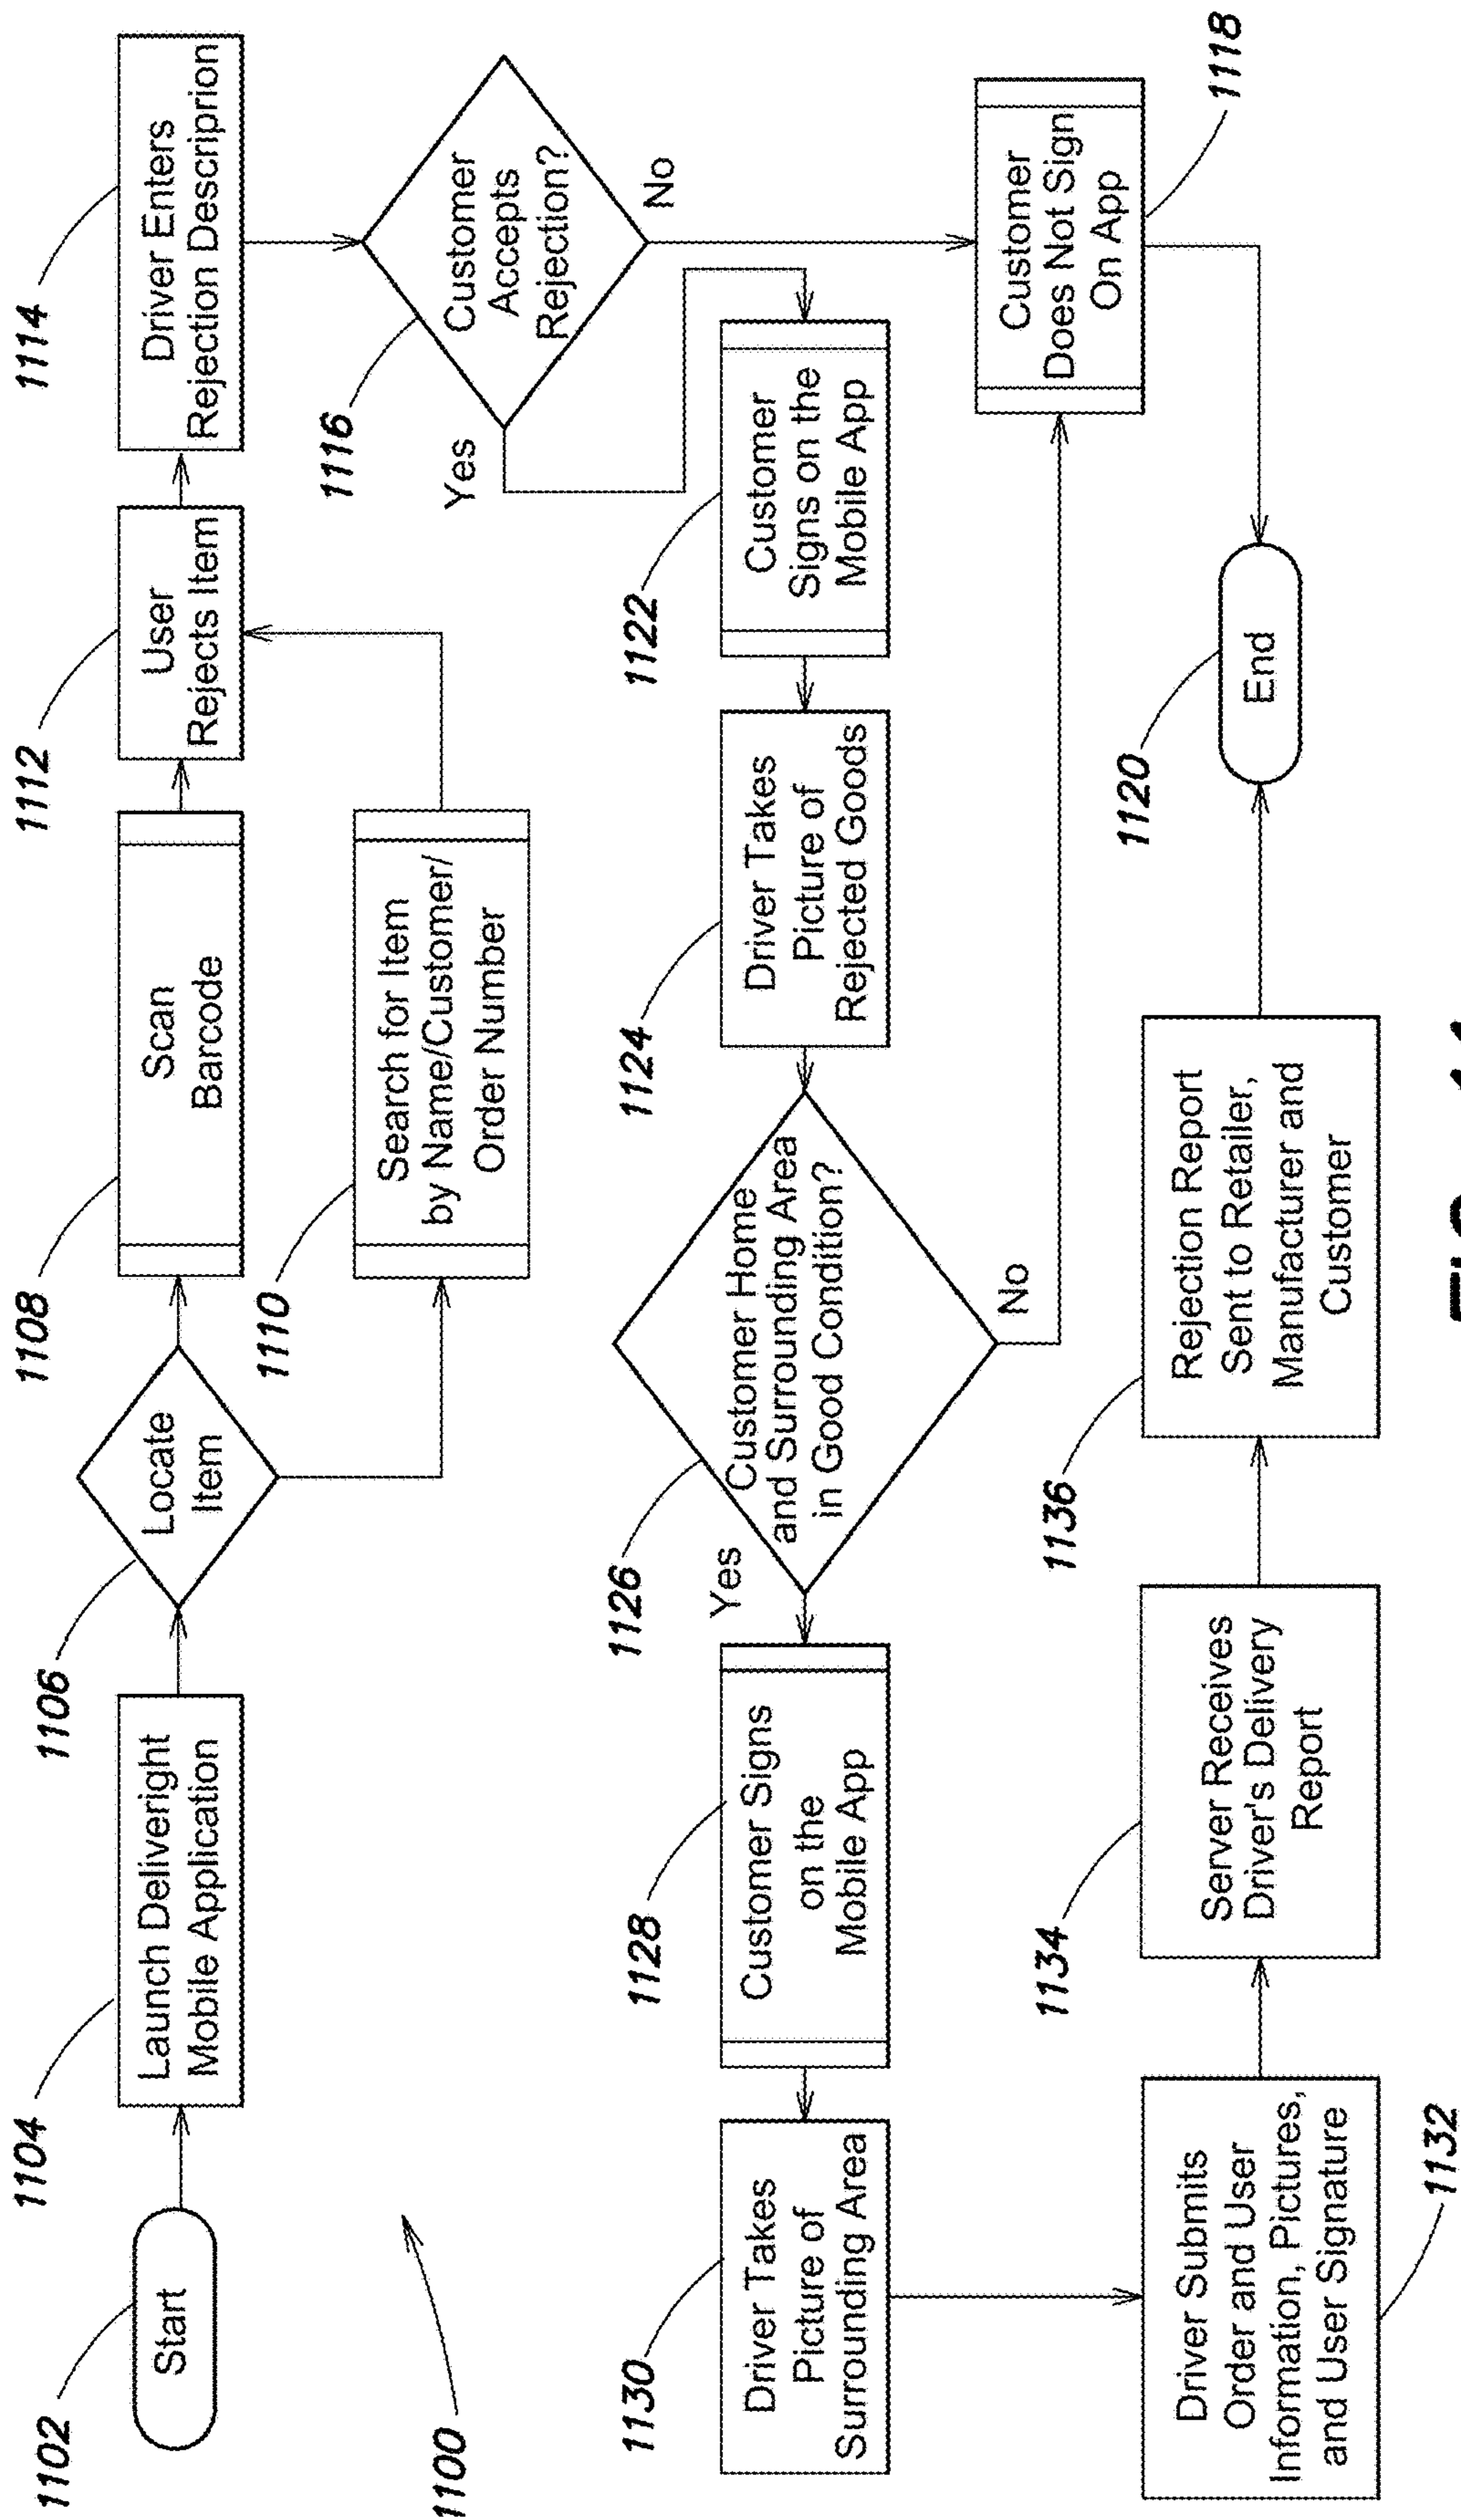 1102
Start
1104
Launch Deliveright
Mobile Application
1106
Locate
Item
1108
Scan
Barcode
1110
Search for Item
by Name/Customer/
Order Number
1112
User
Rejects Item
1114
Driver Enters
Rejection Descriprion
1116
Customer
Accepts
Rejection?
Yes
No
1122
Customer
Signs on the
Mobile App
1124
Driver Takes
Picture of
Rejected Goods
1126
Customer Home
and Surrounding Area
in Good Condition?
Yes
No
1128
Customer Signs
on the
Mobile App
1130
Driver Takes
Picture of
Surrounding Area
1132
Driver Submits
Order and User
Information, Pictures,
and User Signature
1134
Server Receives
Driver's Delivery
Report
1136
Rejection Report
Sent to Retailer,
Manufacturer and
Customer
1120
End
1118
Customer
Does Not Sign
On App
1100